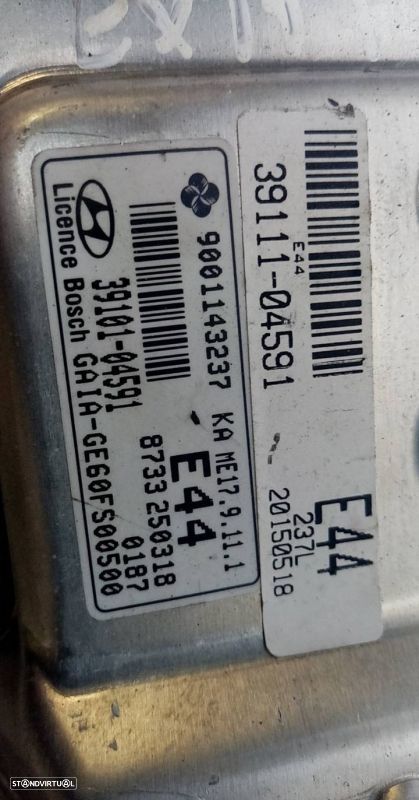 39111-04591
E44
E44
237L
20150518
9001143237 KA ME17.9.11.1
39101-04591
E44
8733 250318
0187
Licence Bosch GAIA-GE60FS00500
STANDVIRTUAL